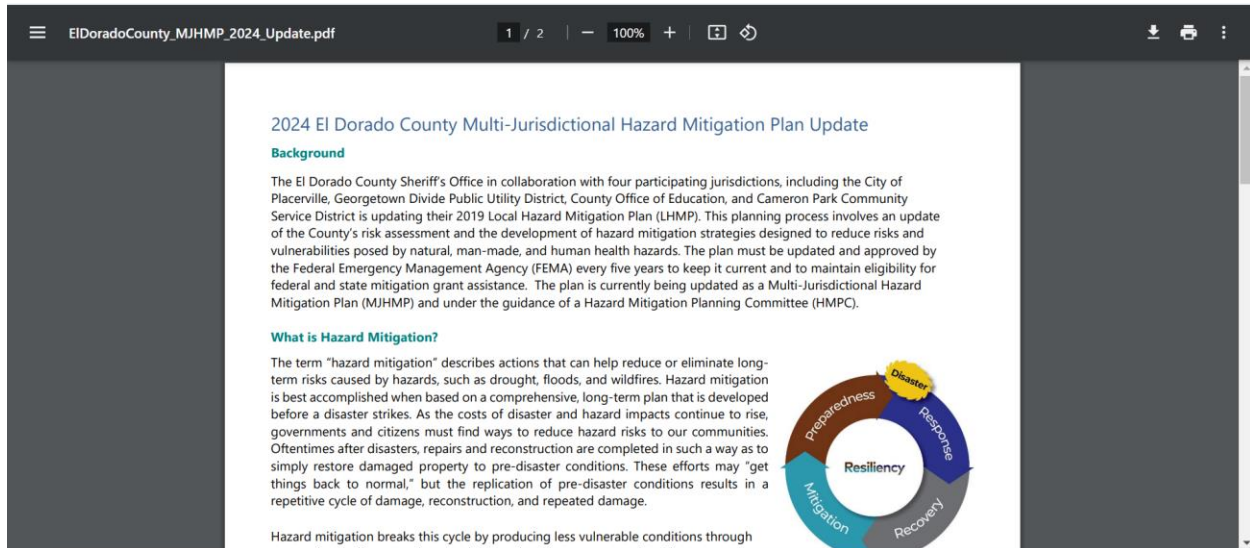 ElDoradoCounty_MJHMP_2024_Update.pdf
1 / 2
100%
2024 El Dorado County Multi-Jurisdictional Hazard Mitigation Plan Update
Background
The El Dorado County Sheriff's Office in collaboration with four participating jurisdictions, including the City of
Placerville, Georgetown Divide Public Utility District, County Office of Education, and Cameron Park Community
Service District is updating their 2019 Local Hazard Mitigation Plan (LHMP). This planning process involves an update
of the County's risk assessment and the development of hazard mitigation strategies designed to reduce risks and
vulnerabilities posed by natural, man-made, and human health hazards. The plan must be updated and approved by
the Federal Emergency Management Agency (FEMA) every five years to keep it current and to maintain eligibility for
federal and state mitigation grant assistance. The plan is currently being updated as a Multi-Jurisdictional Hazard
Mitigation Plan (MJHMP) and under the guidance of a Hazard Mitigation Planning Committee (HMPC).
What is Hazard Mitigation?
The term "hazard mitigation" describes actions that can help reduce or eliminate long-
term risks caused by hazards, such as drought, floods, and wildfires. Hazard mitigation
is best accomplished when based on a comprehensive, long-term plan that is developed
before a disaster strikes. As the costs of disaster and hazard impacts continue to rise,
governments and citizens must find ways to reduce hazard risks to our communities.
Oftentimes after disasters, repairs and reconstruction are completed in such a way as to
simply restore damaged property to pre-disaster conditions. These efforts may "get
things back to normal," but the replication of pre-disaster conditions results in a
repetitive cycle of damage, reconstruction, and repeated damage.
Hazard mitigation breaks this cycle by producing less vulnerable conditions through
Disaster
Preparedness
Response
Resiliency
Mitigation
Recovery